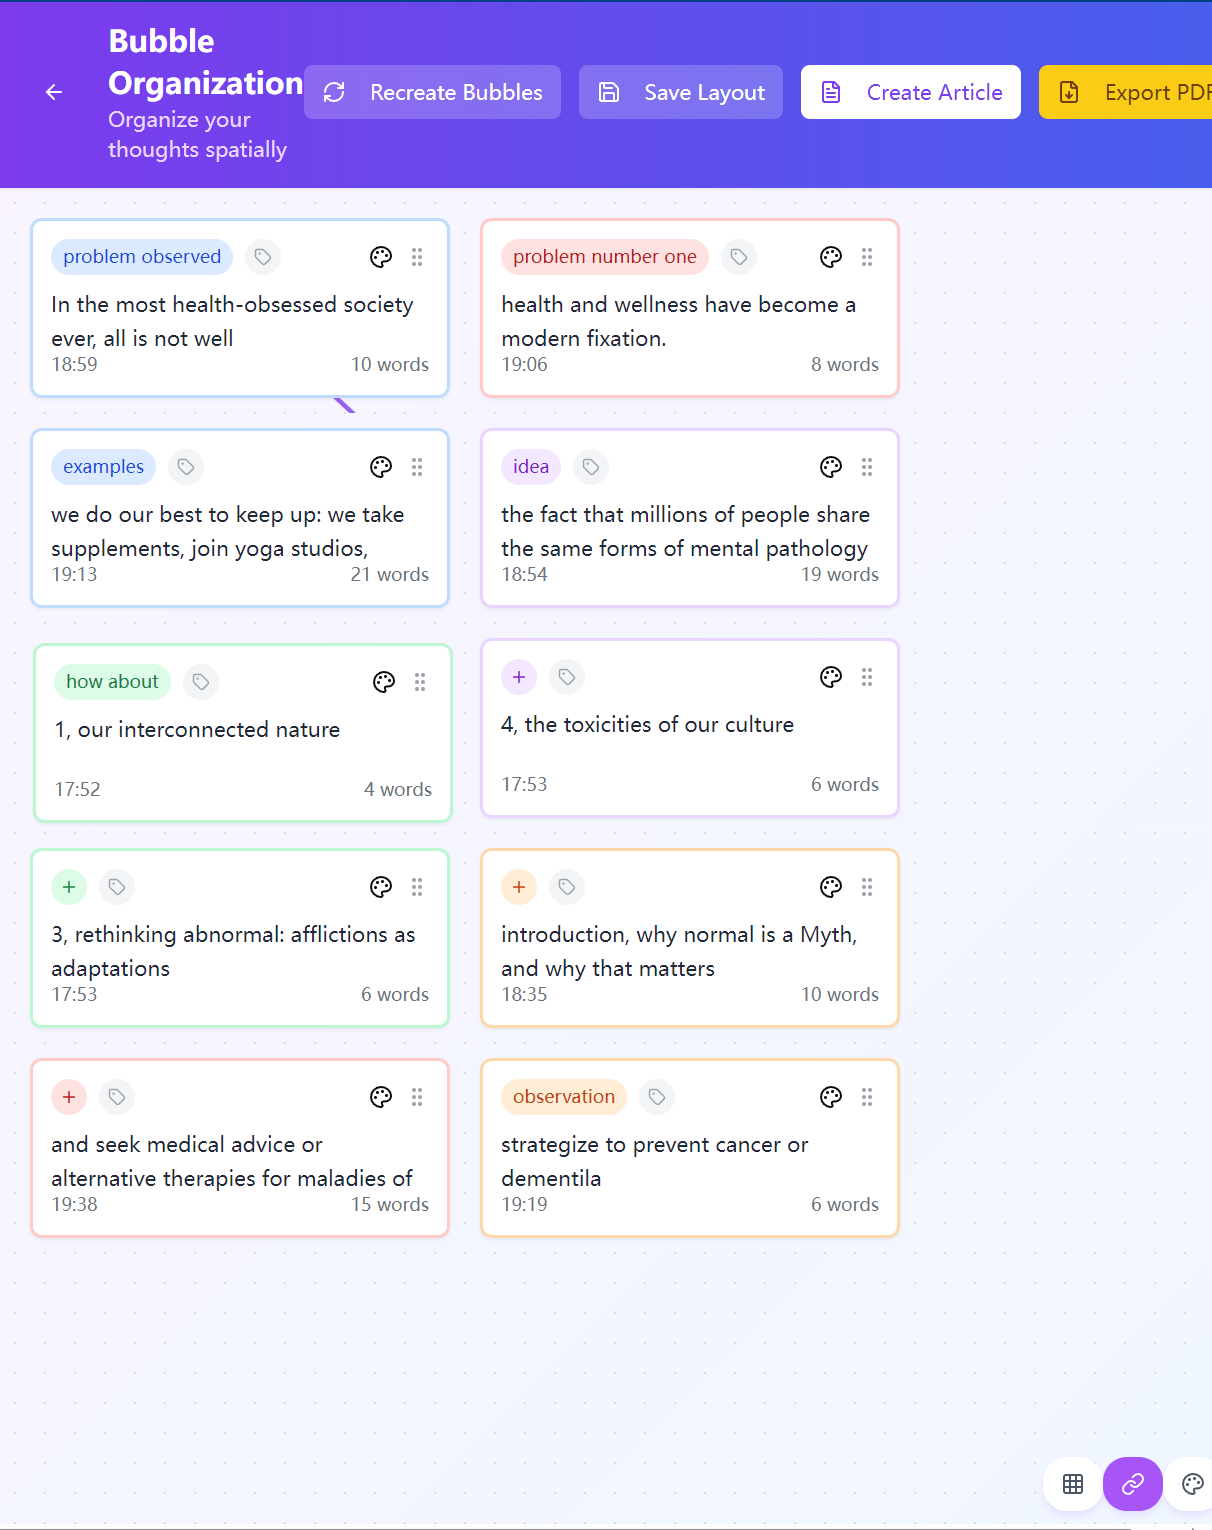 Bubble
Organization
Organize your
thoughts spatially
Recreate Bubbles
Save Layout
Create Article
Export PDF
problem observed
In the most health-obsessed society
ever, all is not well
18:59
10 words
problem number one
health and wellness have become a
modern fixation.
19:06
8 words
examples
we do our best to keep up: we take
supplements, join yoga studios,
19:13
21 words
idea
the fact that millions of people share
the same forms of mental pathology
18:54
19 words
how about
1, our interconnected nature
17:52
4 words
+
4, the toxicities of our culture
17:53
6 words
+
3, rethinking abnormal: afflictions as
adaptations
17:53
6 words
+
introduction, why normal is a Myth,
and why that matters
18:35
10 words
+
and seek medical advice or
alternative therapies for maladies of
19:38
15 words
observation
strategize to prevent cancer or
dementila
19:19
6 words